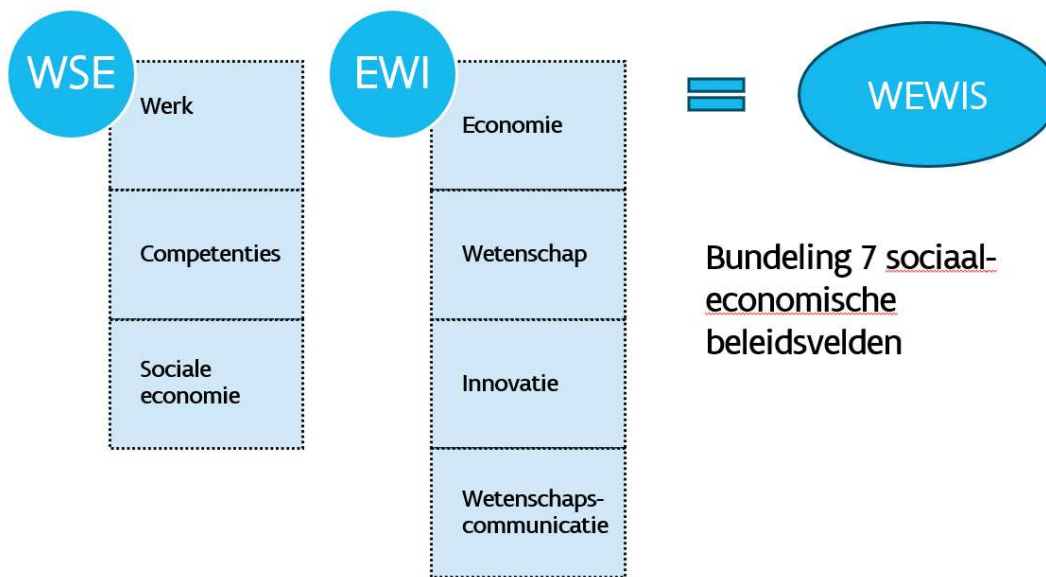 WSE
Werk
Competenties
Sociale
economie
EWI
Economie
Wetenschap
Innovatie
Wetenschaps-
communicatie
WEWIS
Bundeling 7 sociaal-
economische
beleidsvelden